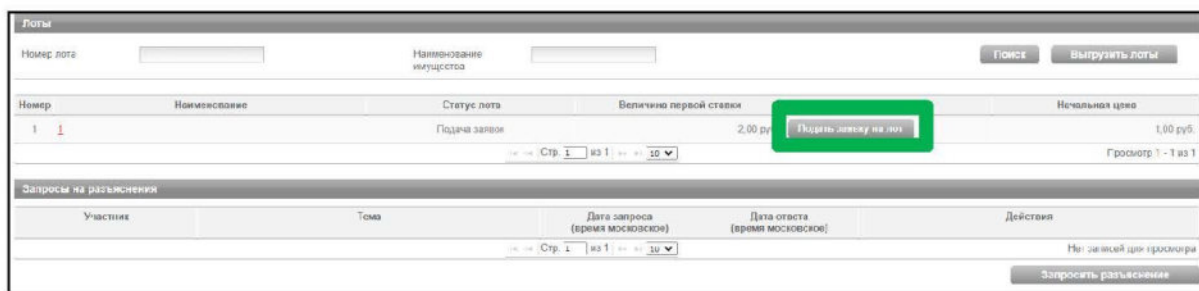 Лоты
Номер лота Наименование имущества Поиск Выгрузить лоты
Номер Наименование Статус лота Величина первой ставки Начальная цена
1 1 Подача заявок 2,00 ру Подать заявку на лот 1,00 руб.
Стр. 1 из 1 10 Просмотр 1 - 1 из 1
Запросы на разъяснения
Участник Тема Дата запроса (время московское) Дата ответа (время московское) Действия
Стр. 1 из 1 10 Нет записей для просмотра
Запросить разъяснение